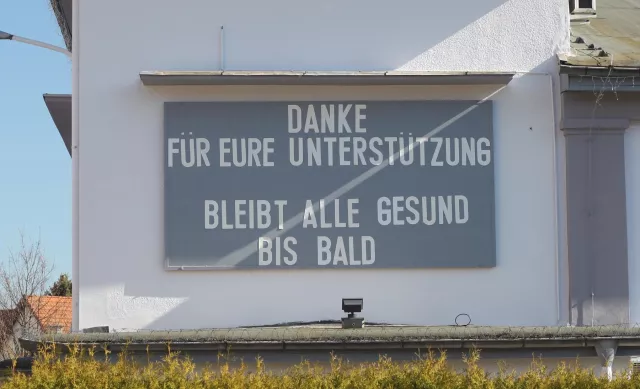 DANKE
FÜR EURE UNTERSTÜTZUNG
BLEIBT ALLE GESUND
BIS BALD